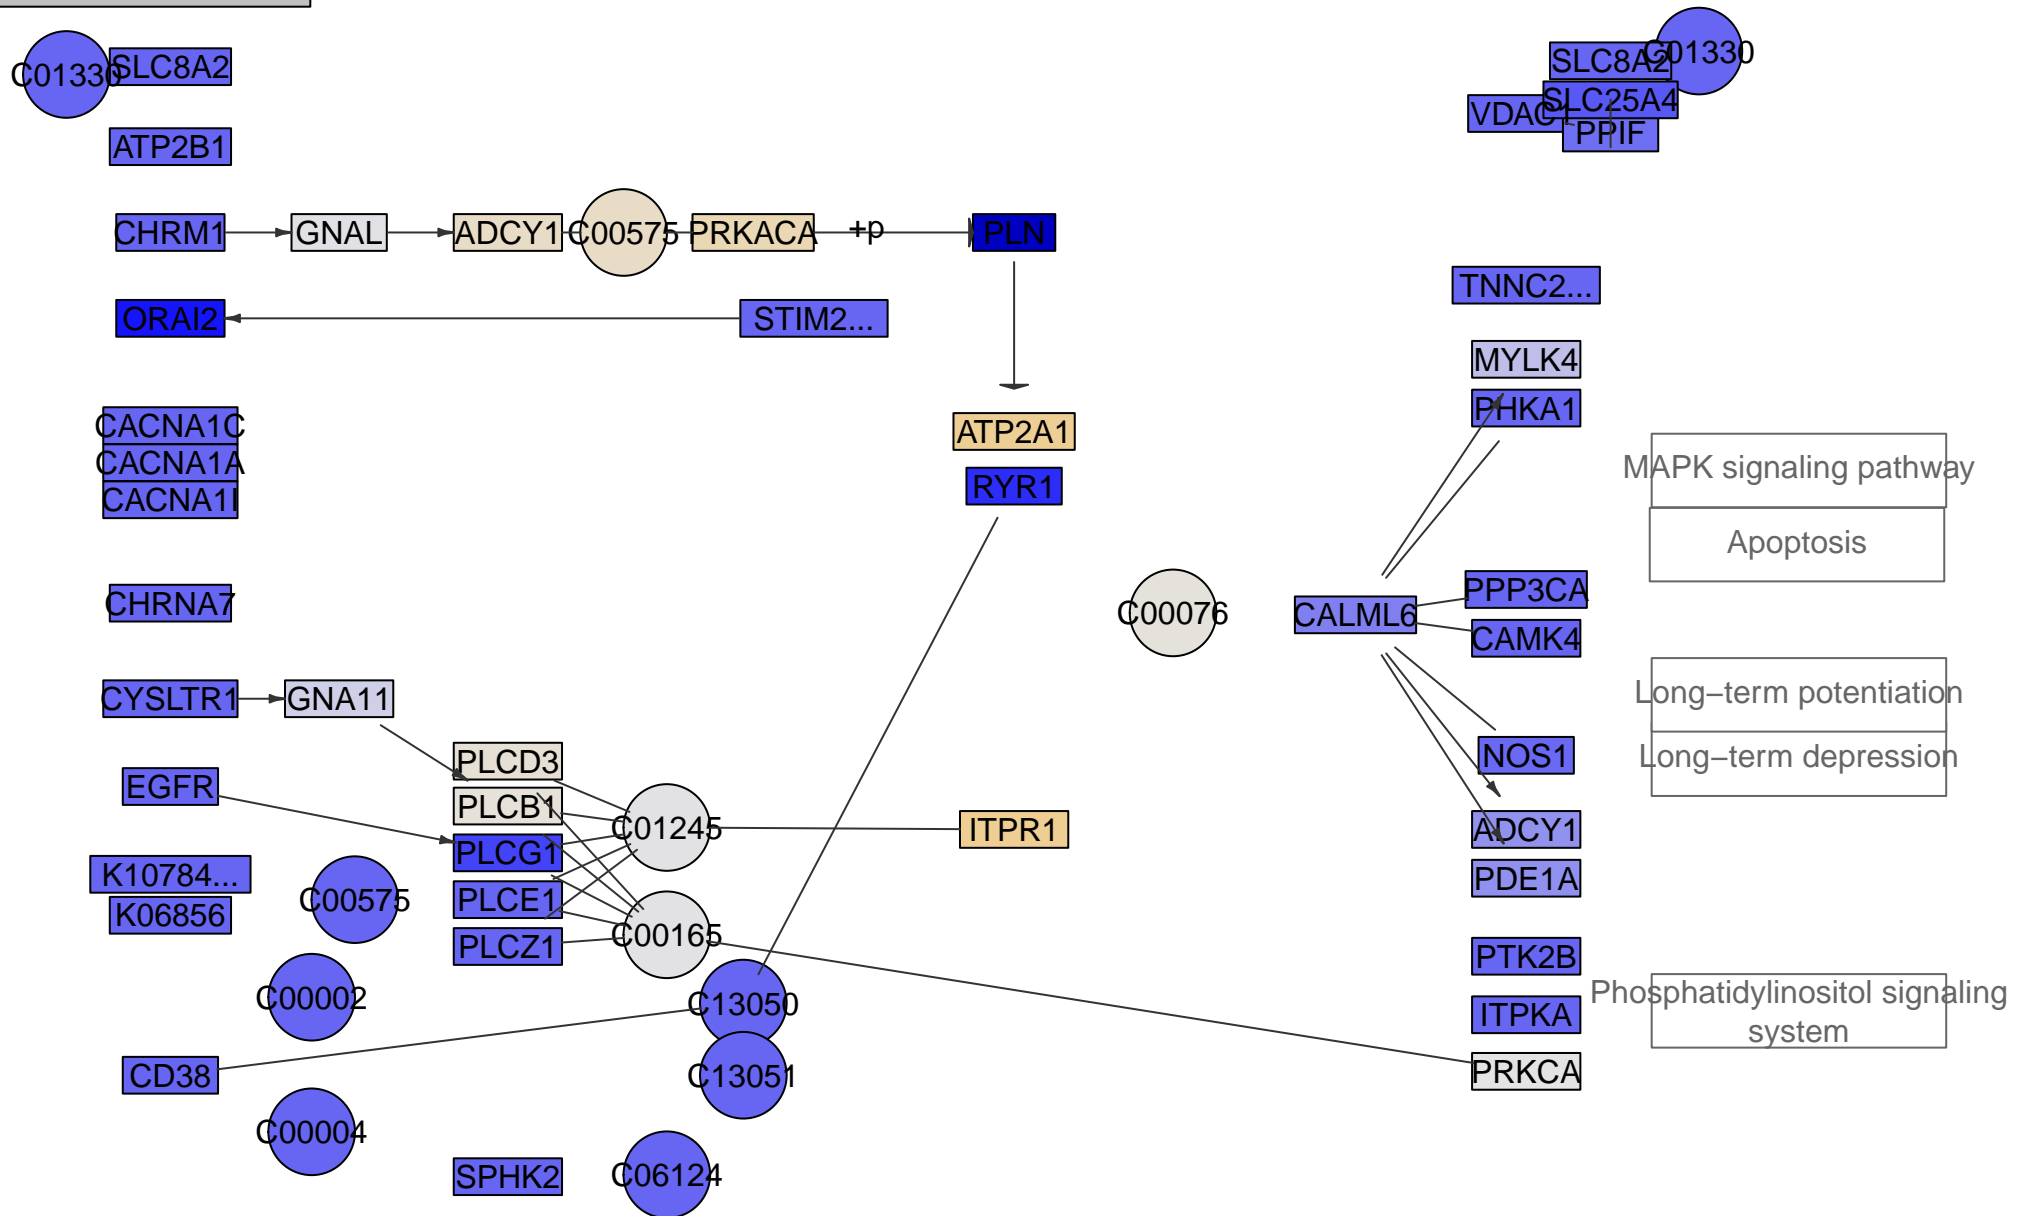 C01330
SLC8A2
SLC8A2
C01330
SLC25A4
VDAC1
PPIF
ATP2B1
CHRM1
GNAL
ADCY1
C00575
PRKACA
+p
PLN
TNNC2...
ORAI2
STIM2...
MYLK4
PHKA1
CACNA1C
CACNA1A
CACNA1I
ATP2A1
RYR1
MAPK signaling pathway
Apoptosis
CHRNA7
C00076
CALML6
PPP3CA
CAMK4
CYSLTR1
GNA11
Long−term potentiation
Long−term depression
NOS1
PLCD3
EGFR
PLCB1
C01245
ITPR1
ADCY1
PLCG1
K10784...
C00575
PLCE1
PDE1A
K06856
C00165
PLCZ1
PTK2B
C00002
C13050
ITPKA
Phosphatidylinositol signaling
system
CD38
C13051
PRKCA
C00004
SPHK2
C06124